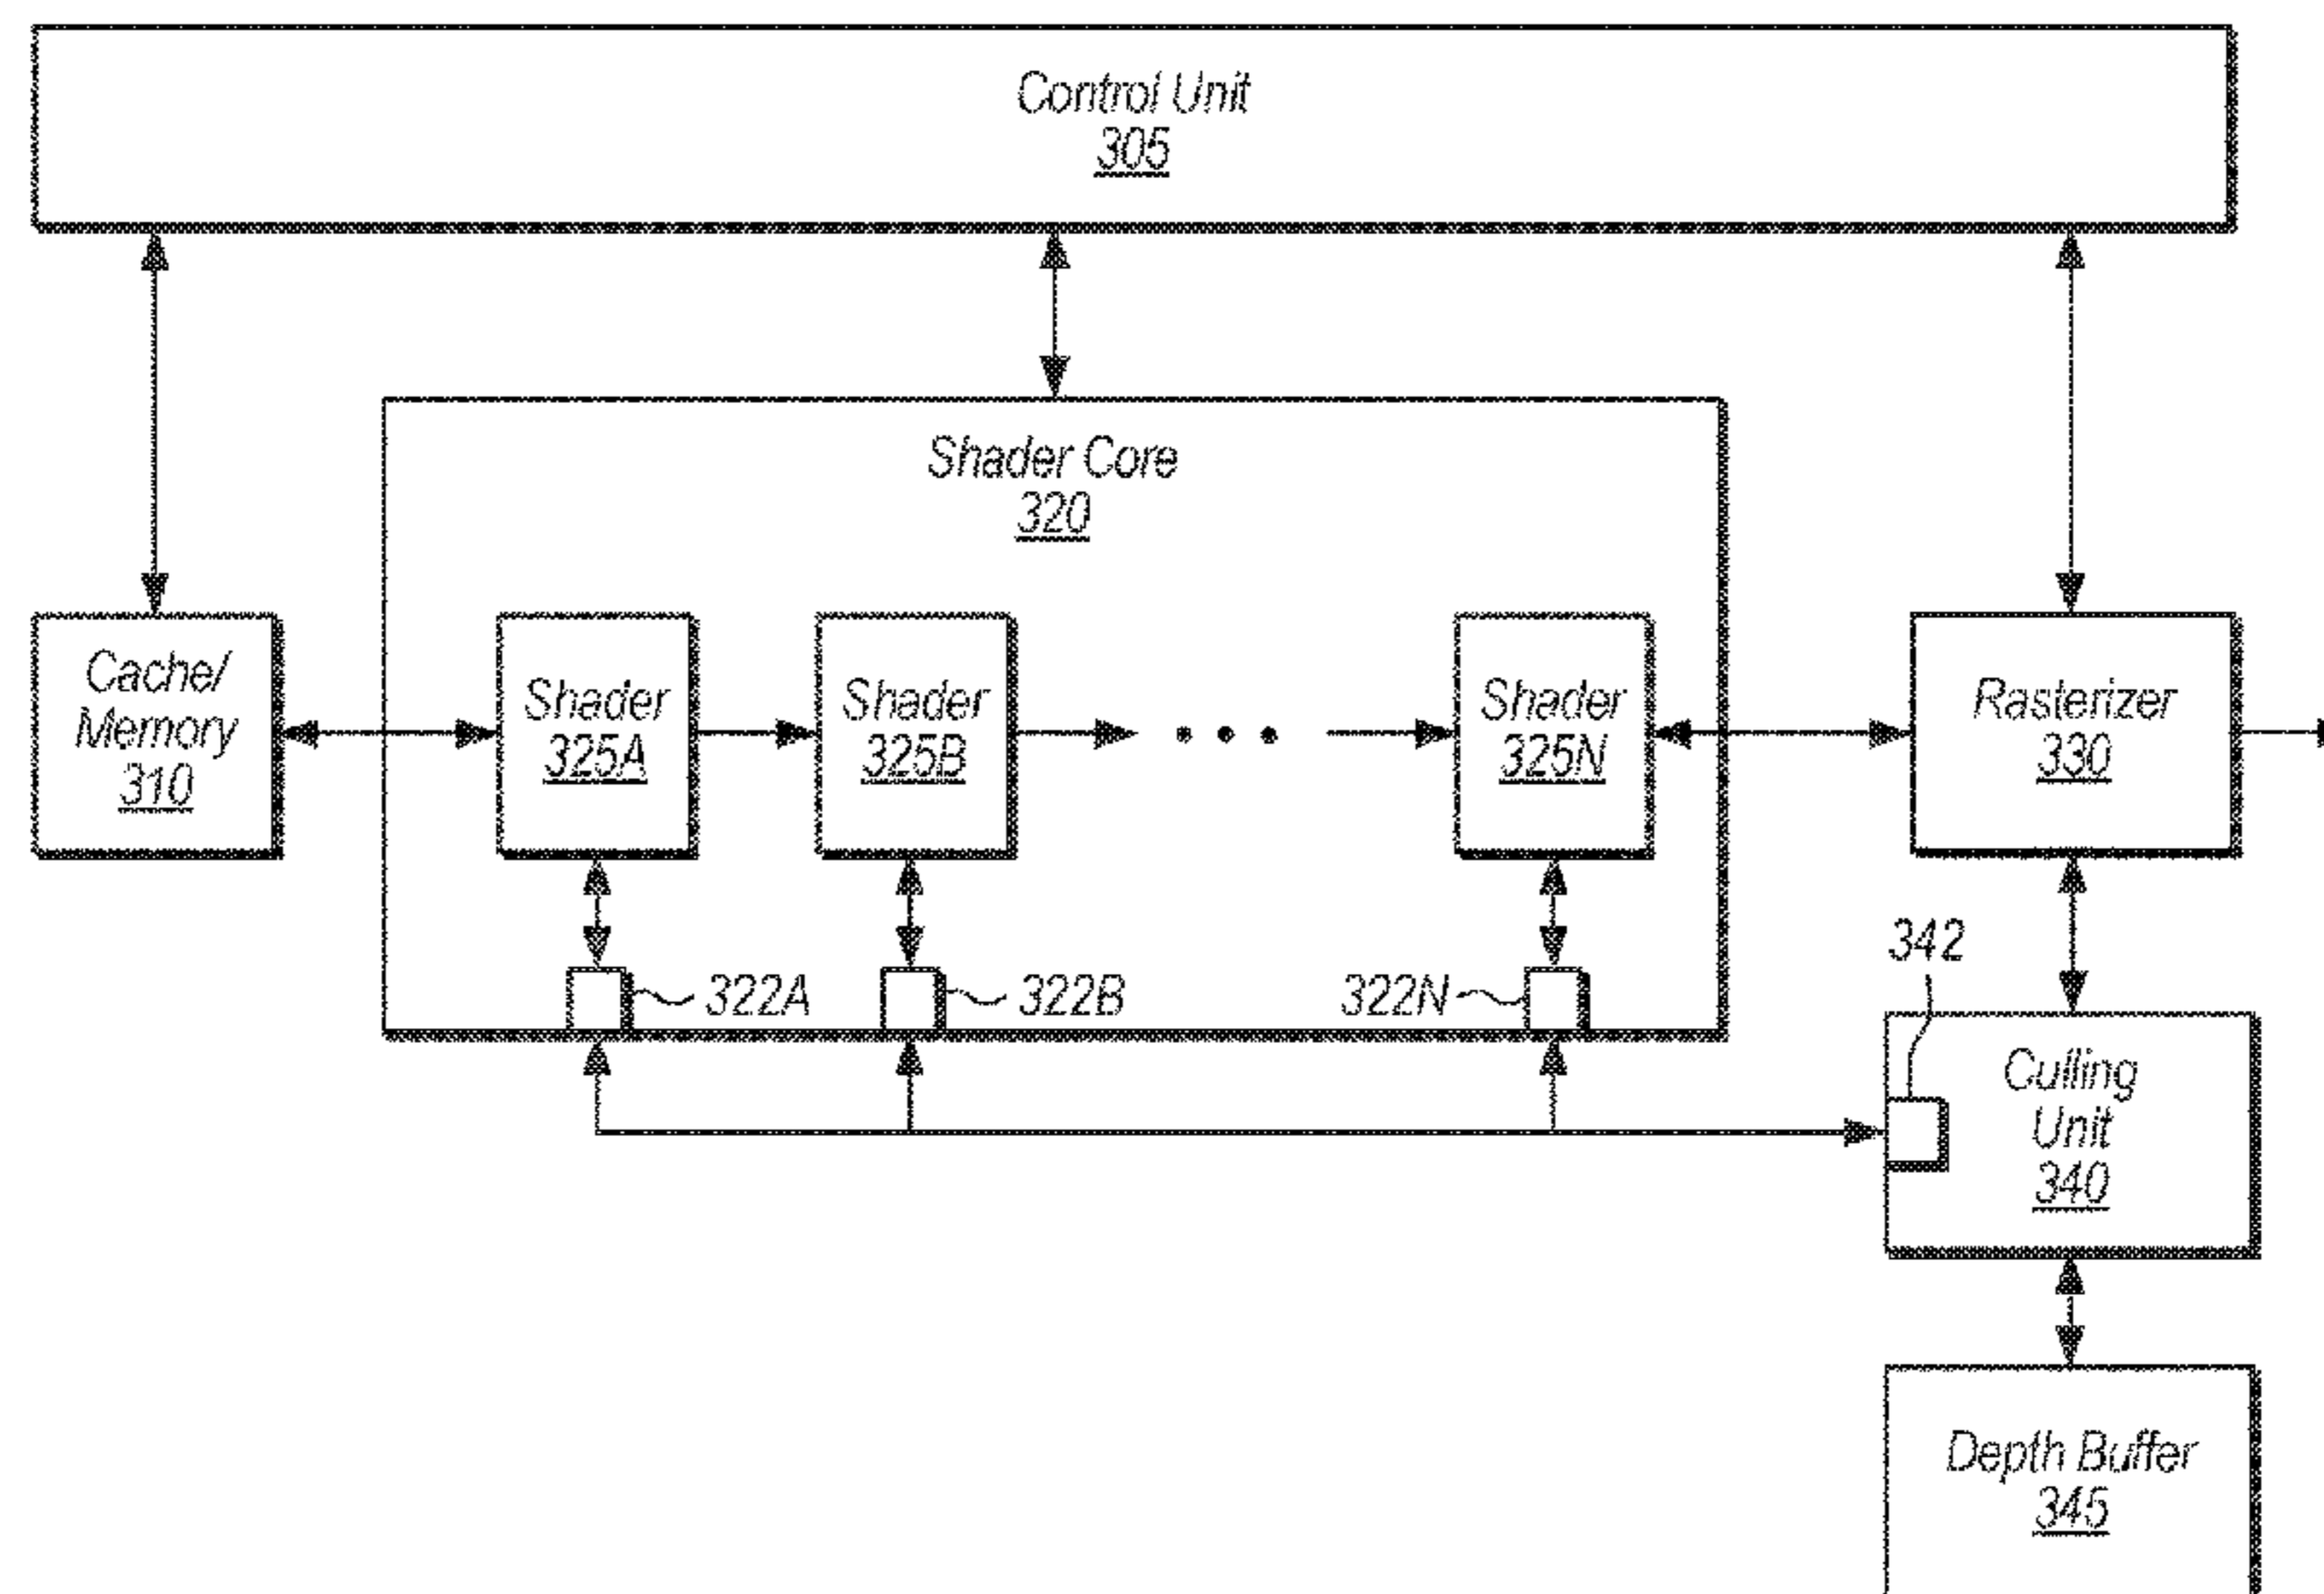 Control Unit
305
Shader Core
320
Cache/
Memory
310
Shader
325A
Shader
325B
Shader
325N
Rasterizer
330
322A
322B
322N
342
Culling
Unit
340
Depth Buffer
345